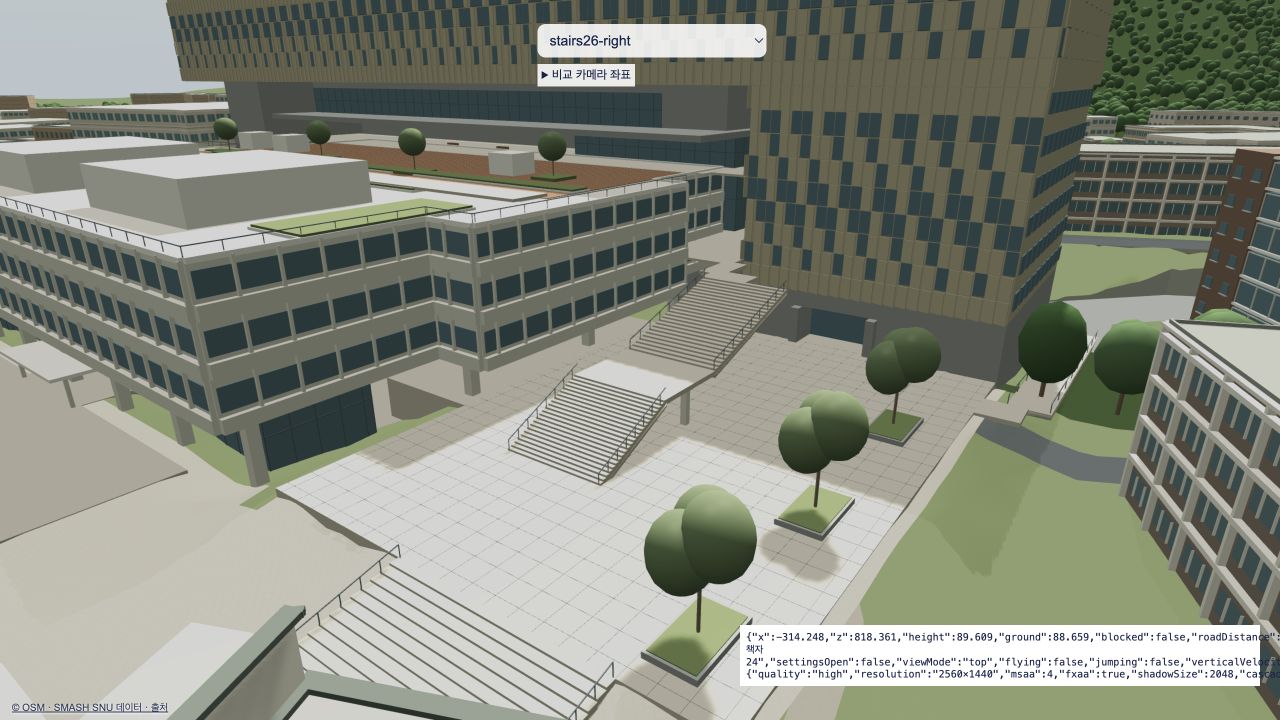 stairs26-right
▶ 비교 카메라 좌표
{"x":−314.248,"z":818.361,"height":89.609,"ground":88.659,"blocked":false,"roadDistance":
책자
24","settingsOpen":false,"viewMode":"top","flying":false,"jumping":false,"verticalVeloc
{"quality":"high","resolution":"2560×1440","msaa":4,"fxaa":true,"shadowSize":2048,"casca
© OSM · SMASH SNU 데이터 · 출처